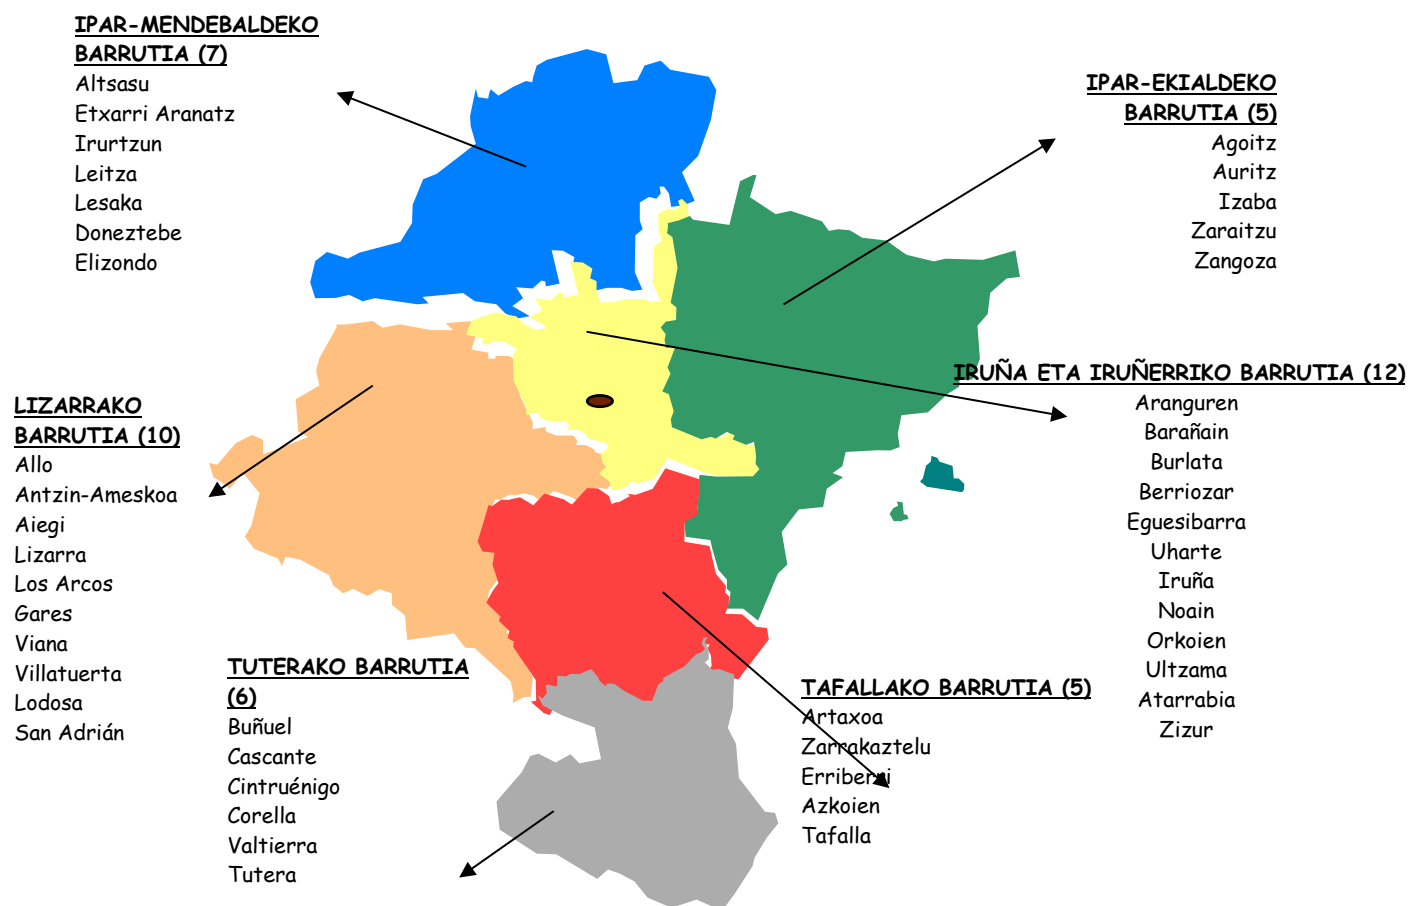 IPAR-MENDEBALDEKO
BARRUTIA (7)
Altsasu
Etxarri Aranatz
Irurtzun
Leitza
Lesaka
Doneztebe
Elizondo
IPAR-EKIALDEKO
BARRUTIA (5)
Agoitz
Auritz
Izaba
Zaraitzu
Zangoza
IRUÑA ETA IRUÑERRIKO BARRUTIA (12)
Aranguren
Barañain
Burlata
Berriozar
Eguesibarra
Uharte
Iruña
Noain
Orkoien
Ultzama
Atarrabia
Zizur
LIZARRAKO
BARRUTIA (10)
Allo
Antzin-Ameskoa
Aiegi
Lizarra
Los Arcos
Gares
Viana
Villatuerta
Lodosa
San Adrián
TUTERAKO BARRUTIA
(6)
Buñuel
Cascante
Cintruénigo
Corella
Valtierra
Tutera
TAFALLAKO BARRUTIA (5)
Artaxoa
Zarrakaztelu
Erriberri
Azkoien
Tafalla